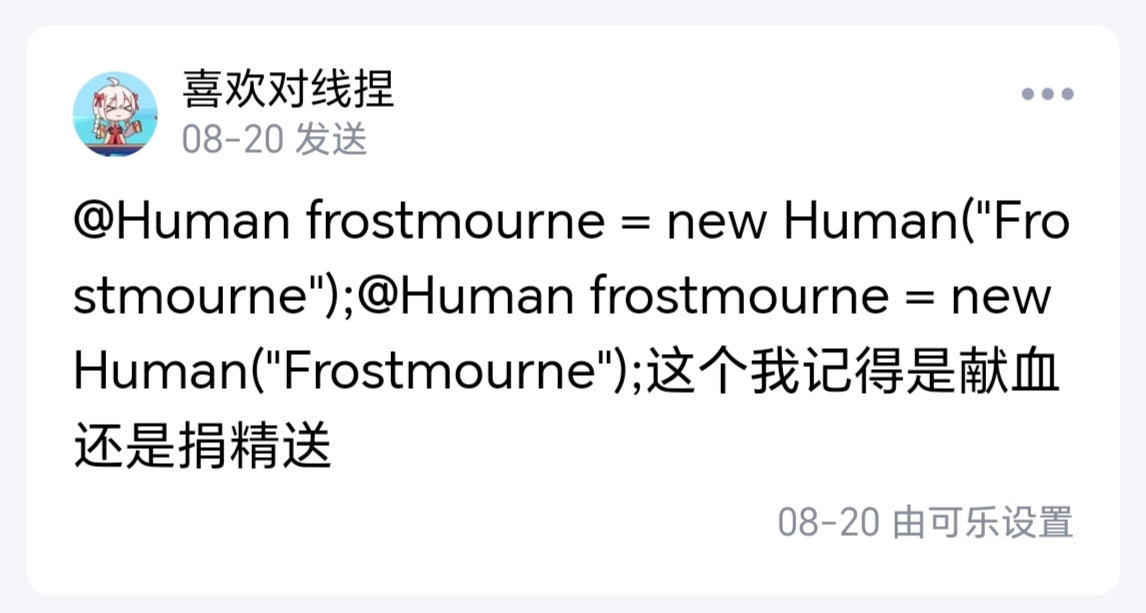 喜欢对线捏
08-20 发送
@Human frostmourne = new Human("Fro
stmourne");@Human frostmourne = new
Human("Frostmourne");这个我记得是献血
还是捐精送
08-20 由可乐设置